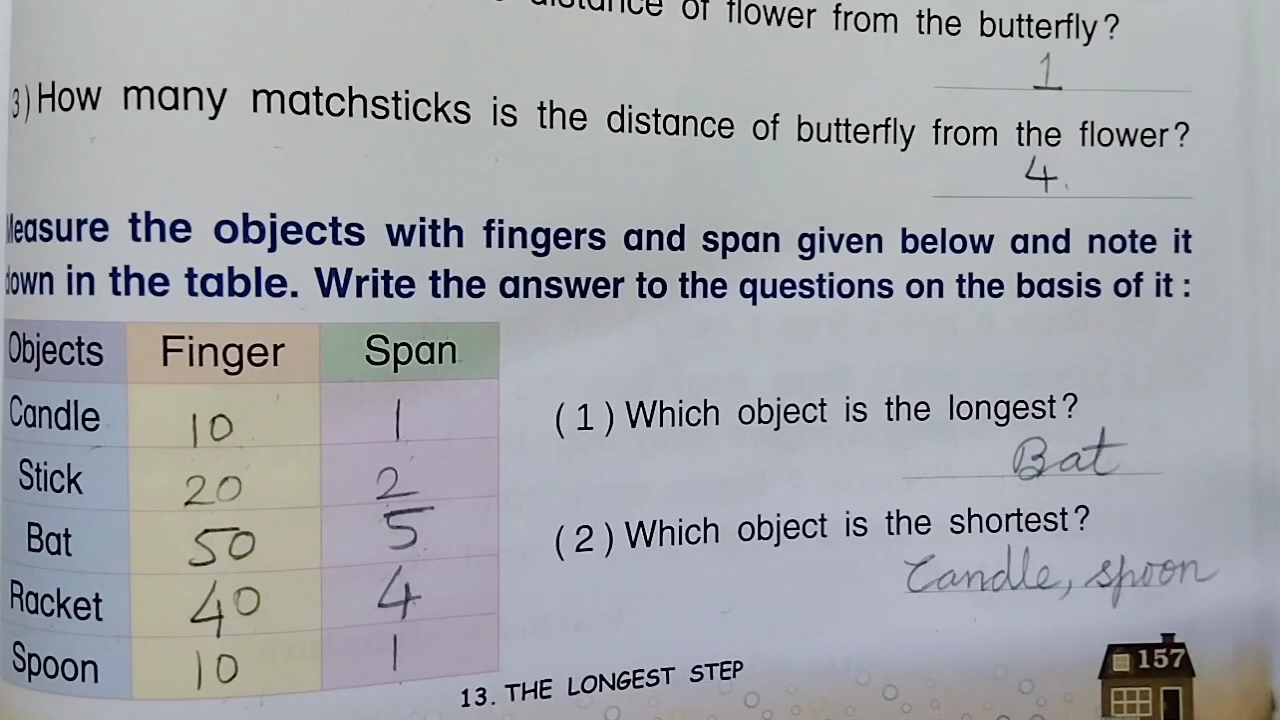 distance of flower from the butterfly?
1
3) How many matchsticks is the distance of butterfly from the flower?
4.
Measure the objects with fingers and span given below and note it
down in the table. Write the answer to the questions on the basis of it :
Objects Finger Span
Candle 10 1
Stick 20 2
Bat 50 5
Racket 40 4
Spoon 10 1
(1) Which object is the longest?
Bat
(2) Which object is the shortest?
Candle, spoon
13. THE LONGEST STEP
157